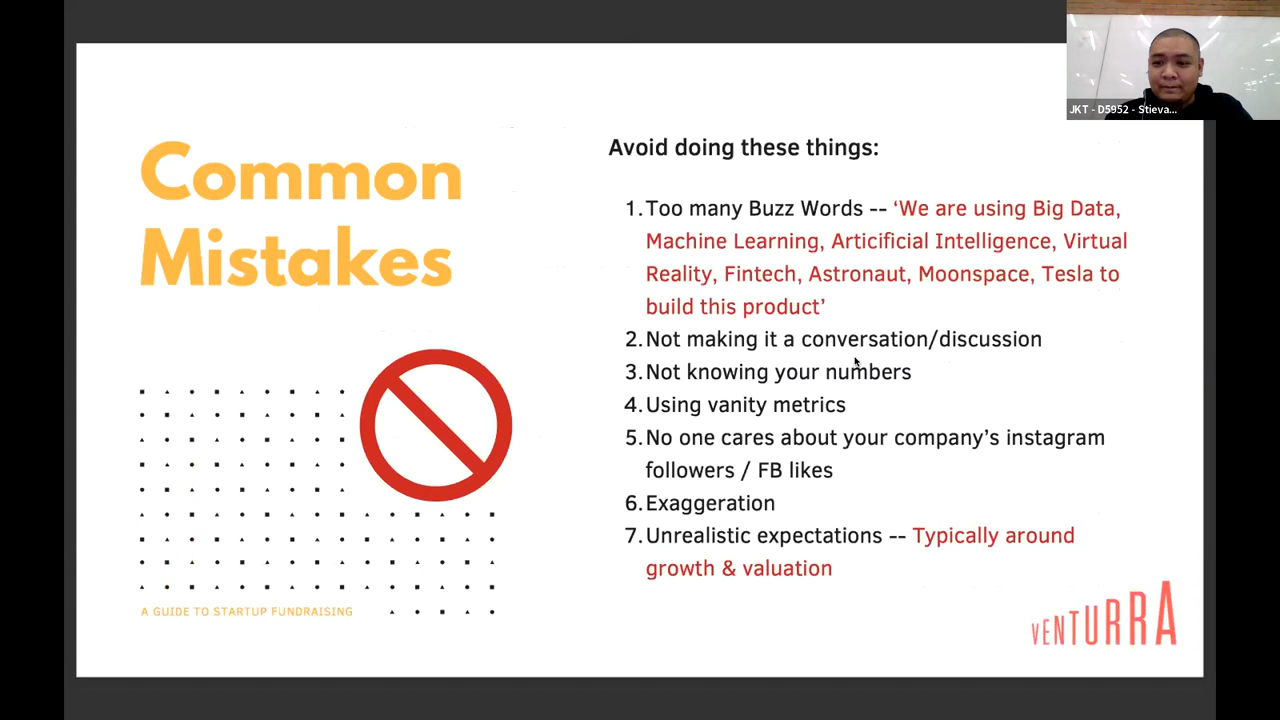 JKT - D5952 - Stieva...
Common
Mistakes
Avoid doing these things:
1. Too many Buzz Words -- ‘We are using Big Data,
Machine Learning, Articificial Intelligence, Virtual
Reality, Fintech, Astronaut, Moonspace, Tesla to
build this product’
2. Not making it a conversation/discussion
3. Not knowing your numbers
4. Using vanity metrics
5. No one cares about your company’s instagram
followers / FB likes
6. Exaggeration
7. Unrealistic expectations -- Typically around
growth & valuation
A GUIDE TO STARTUP FUNDRAISING
VENTURRA